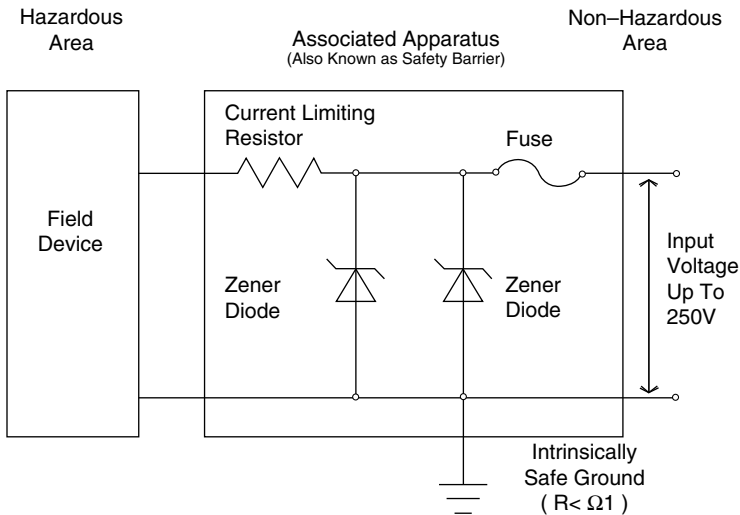 Hazardous
Area
Associated Apparatus
(Also Known as Safety Barrier)
Non–Hazardous
Area
Current Limiting
Resistor
Fuse
Field
Device
Zener
Diode
Zener
Diode
Input
Voltage
Up To
250V
Intrinsically
Safe Ground
( R< Ω1 )